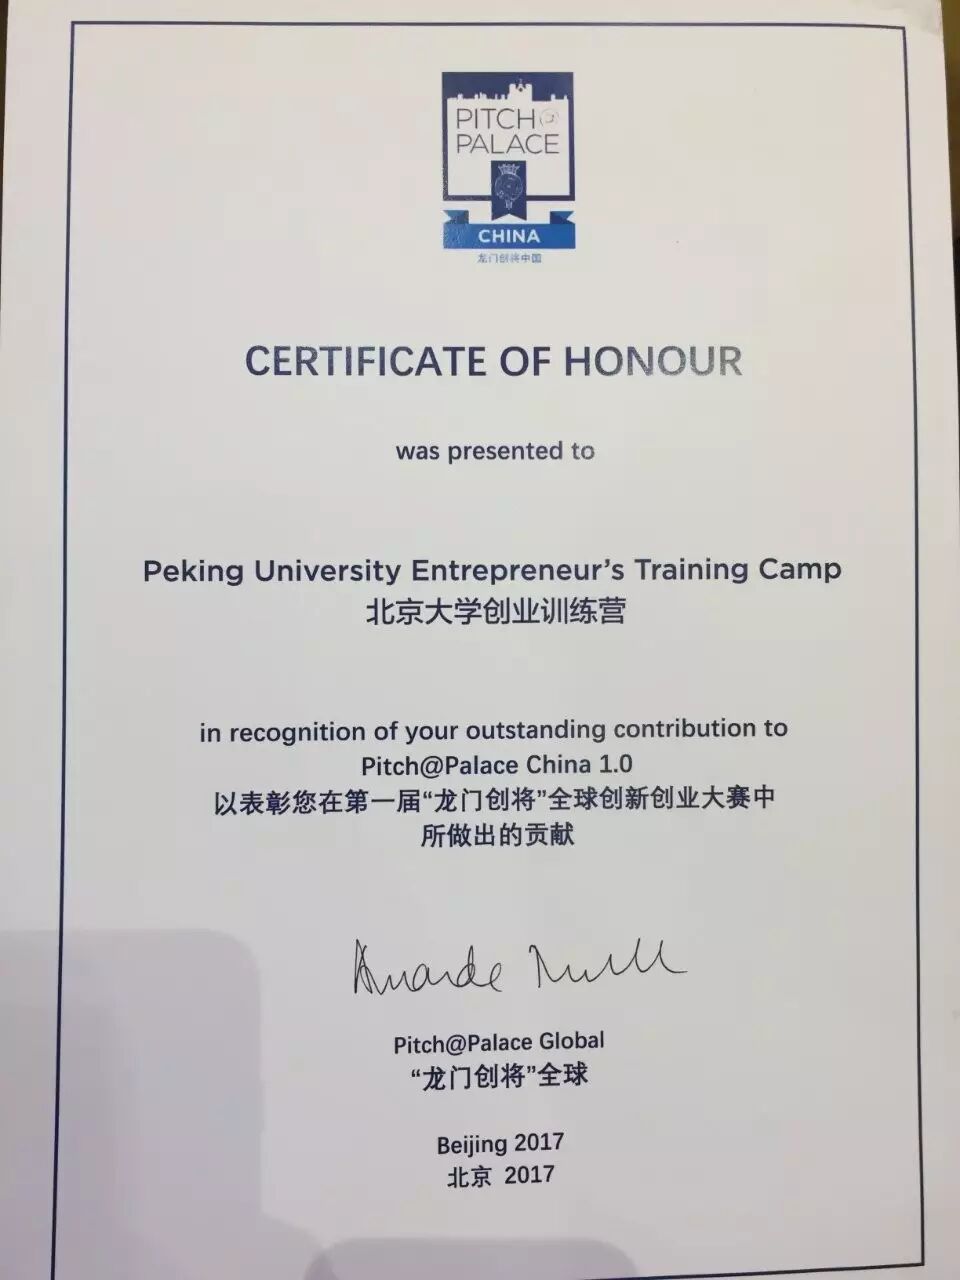 PITCH@
PALACE
CHINA
龙门创将中国
CERTIFICATE OF HONOUR
was presented to
Peking University Entrepreneur's Training Camp
北京大学创业训练营
in recognition of your outstanding contribution to
Pitch@Palace China 1.0
以表彰您在第一届“龙门创将”全球创新创业大赛中
所做出的贡献
Pitch@Palace Global
“龙门创将”全球
Beijing 2017
北京 2017